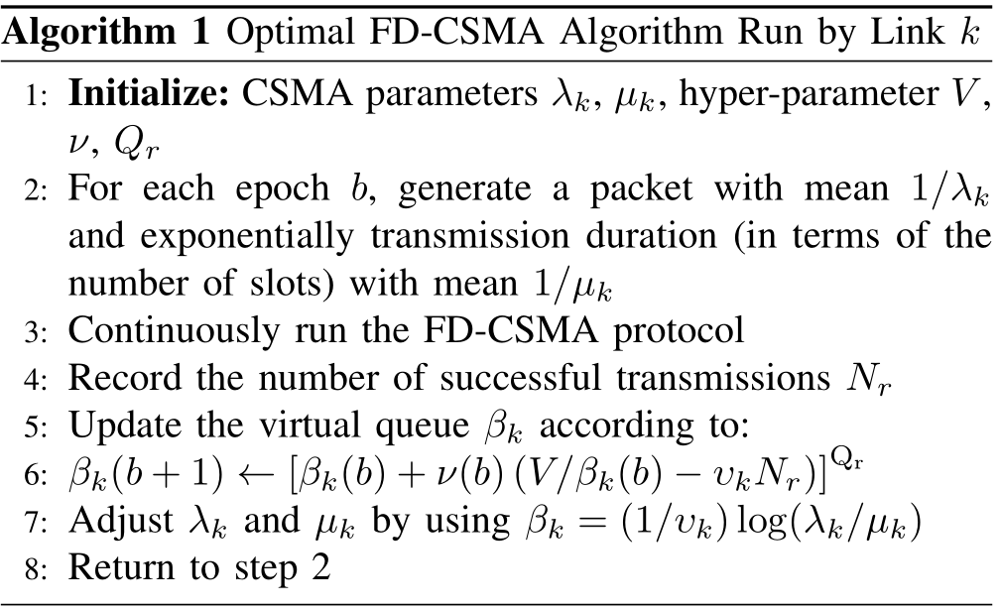 Algorithm 1 Optimal FD-CSMA Algorithm Run by Link k
1: Initialize: CSMA parameters λ_k, μ_k, hyper-parameter V,
ν, Q_r
2: For each epoch b, generate a packet with mean 1/λ_k
and exponentially transmission duration (in terms of the
number of slots) with mean 1/μ_k
3: Continuously run the FD-CSMA protocol
4: Record the number of successful transmissions N_r
5: Update the virtual queue β_k according to:
6: β_k(b + 1) ← [β_k(b) + ν(b) (V/β_k(b) − υ_k N_r)]^{Q_r}
7: Adjust λ_k and μ_k by using β_k = (1/υ_k) log(λ_k/μ_k)
8: Return to step 2